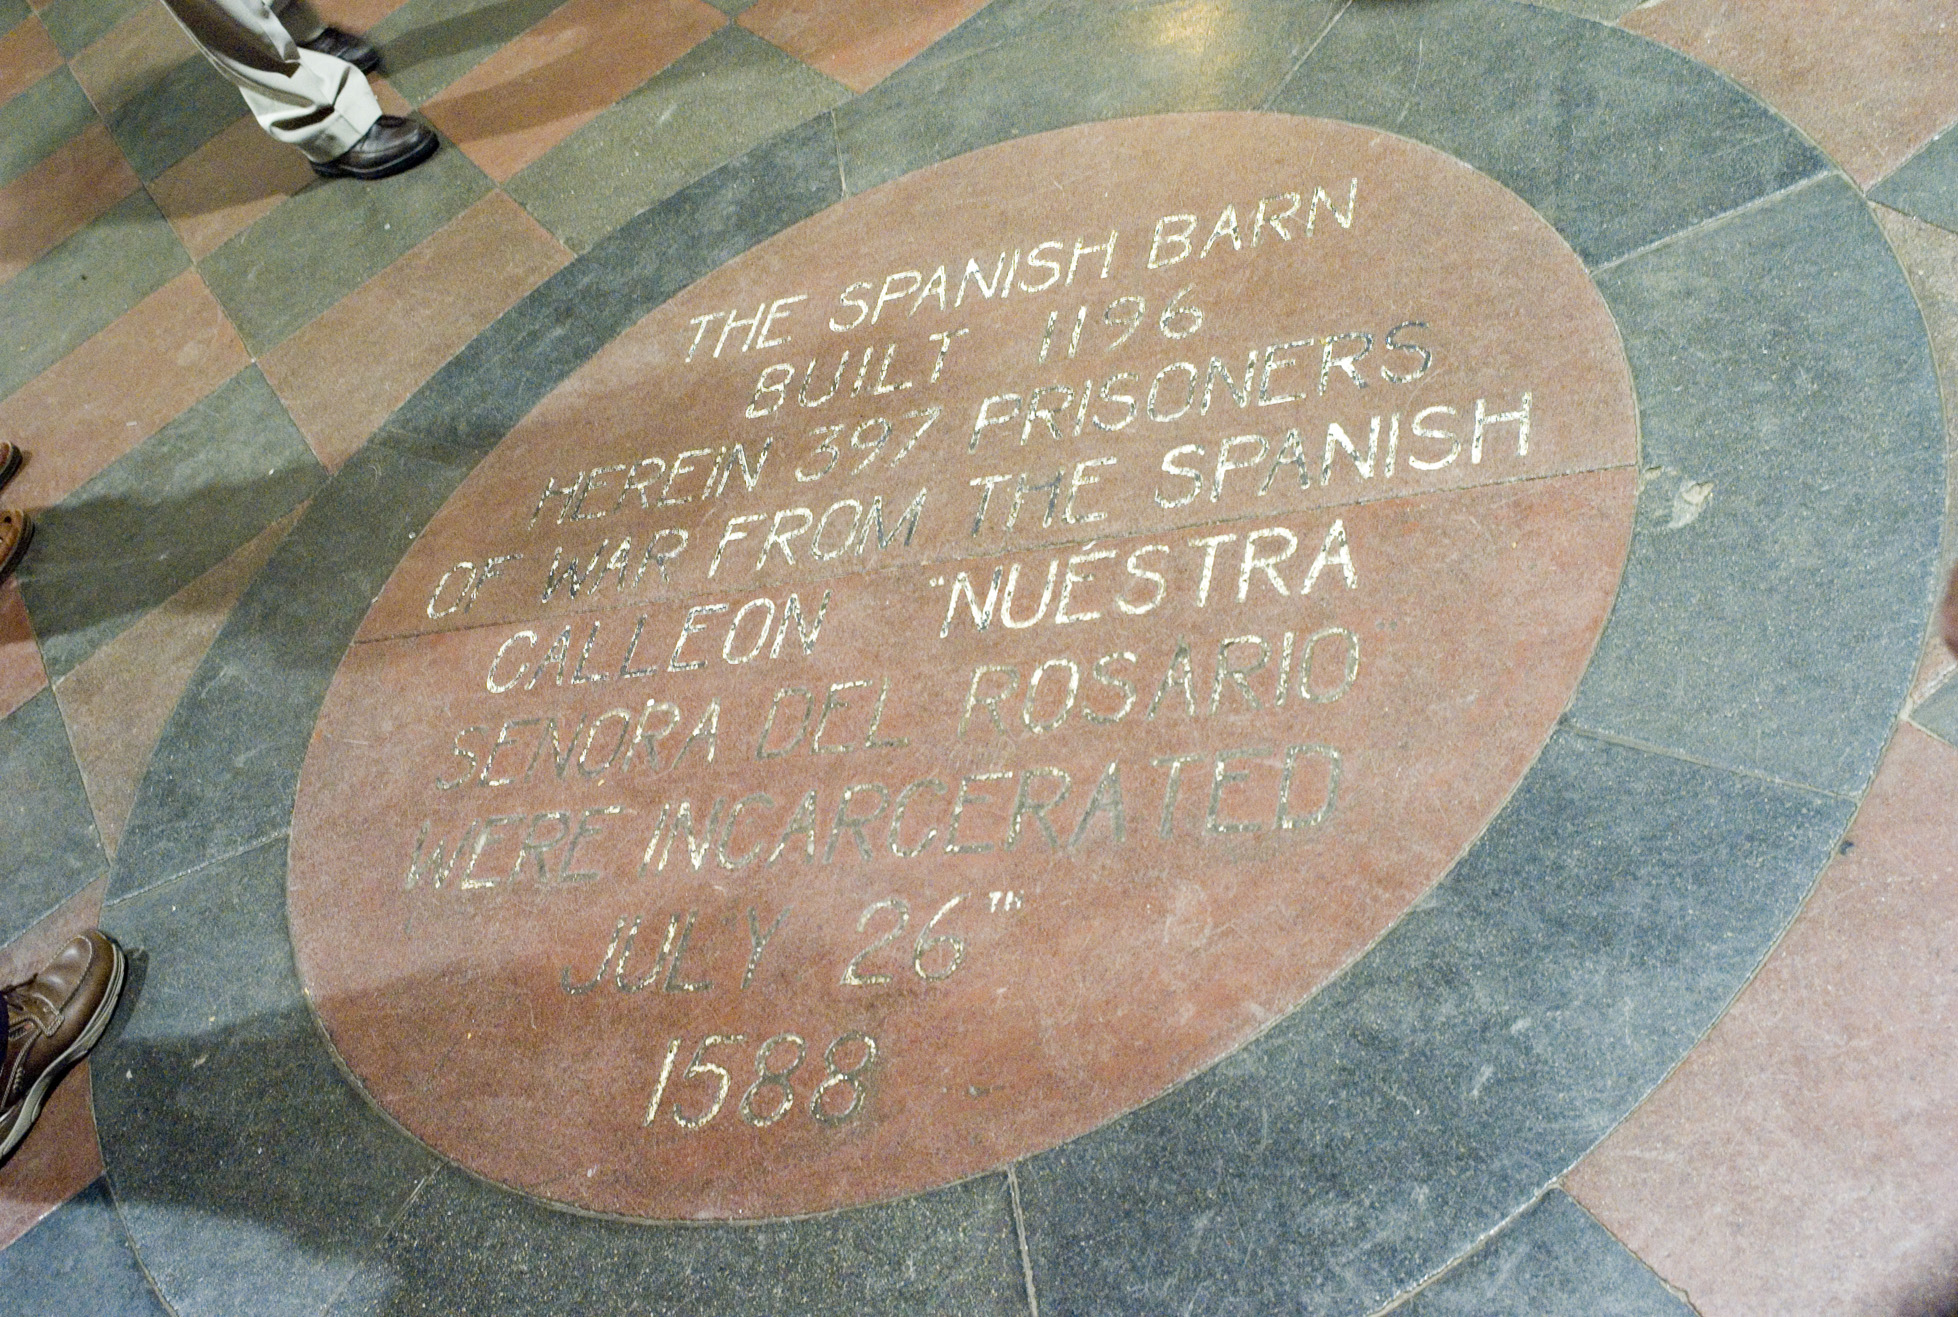 THE SPANISH BARN
BUILT 1196
HEREIN 397 PRISONERS
OF WAR FROM THE SPANISH
CALLEON "NUÉSTRA
SENORA DEL ROSARIO"
WERE INCARCERATED
JULY 26TH
1588